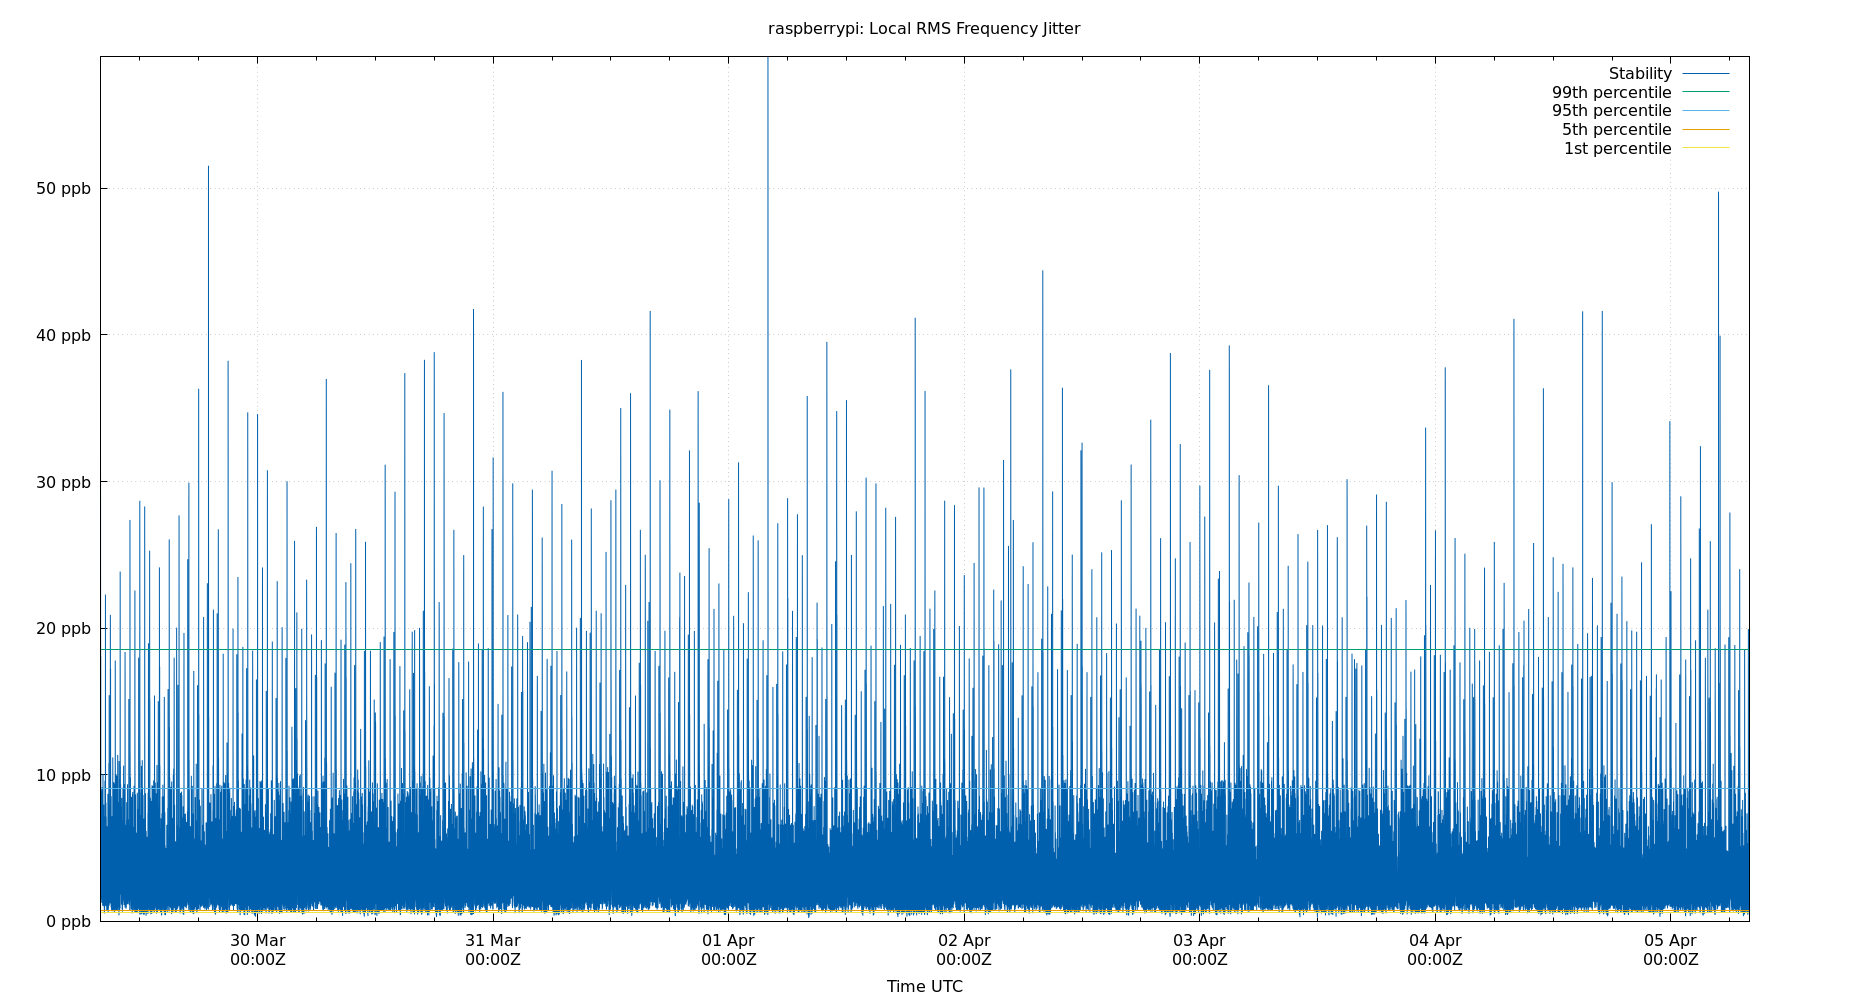 raspberrypi: Local RMS Frequency Jitter
Stability
99th percentile
95th percentile
5th percentile
1st percentile
50 ppb
40 ppb
30 ppb
20 ppb
10 ppb
0 ppb
30 Mar 31 Mar 01 Apr 02 Apr 03 Apr 04 Apr 05 Apr
00:00Z 00:00Z 00:00Z 00:00Z 00:00Z 00:00Z 00:00Z
Time UTC